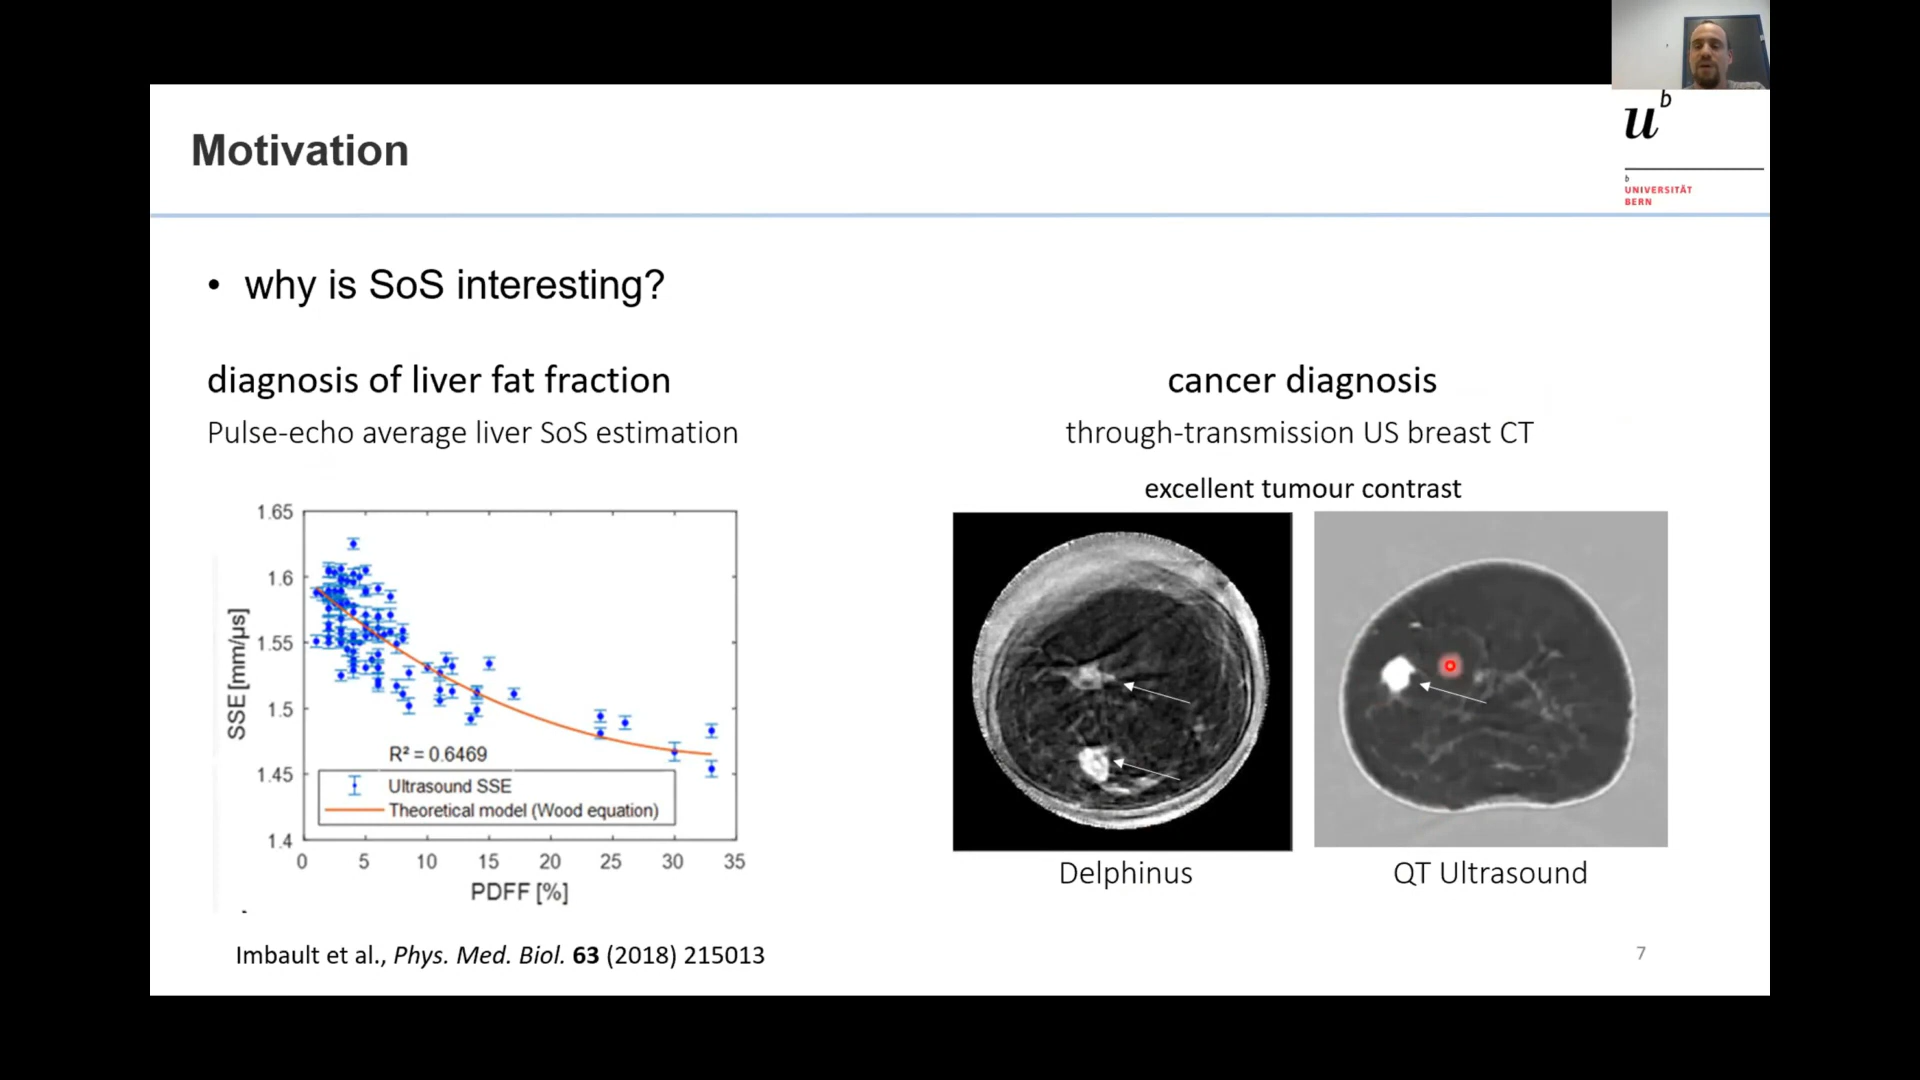 Motivation
u b
b
UNIVERSITÄT
BERN
• why is SoS interesting?
diagnosis of liver fat fraction
Pulse-echo average liver SoS estimation
1.65
1.6
1.55
1.5
1.45
1.4
SSE [mm/µs]
R² = 0.6469
Ultrasound SSE
Theoretical model (Wood equation)
0 5 10 15 20 25 30 35
PDFF [%]
Imbault et al., Phys. Med. Biol. 63 (2018) 215013
cancer diagnosis
through-transmission US breast CT
excellent tumour contrast
Delphinus
QT Ultrasound
7